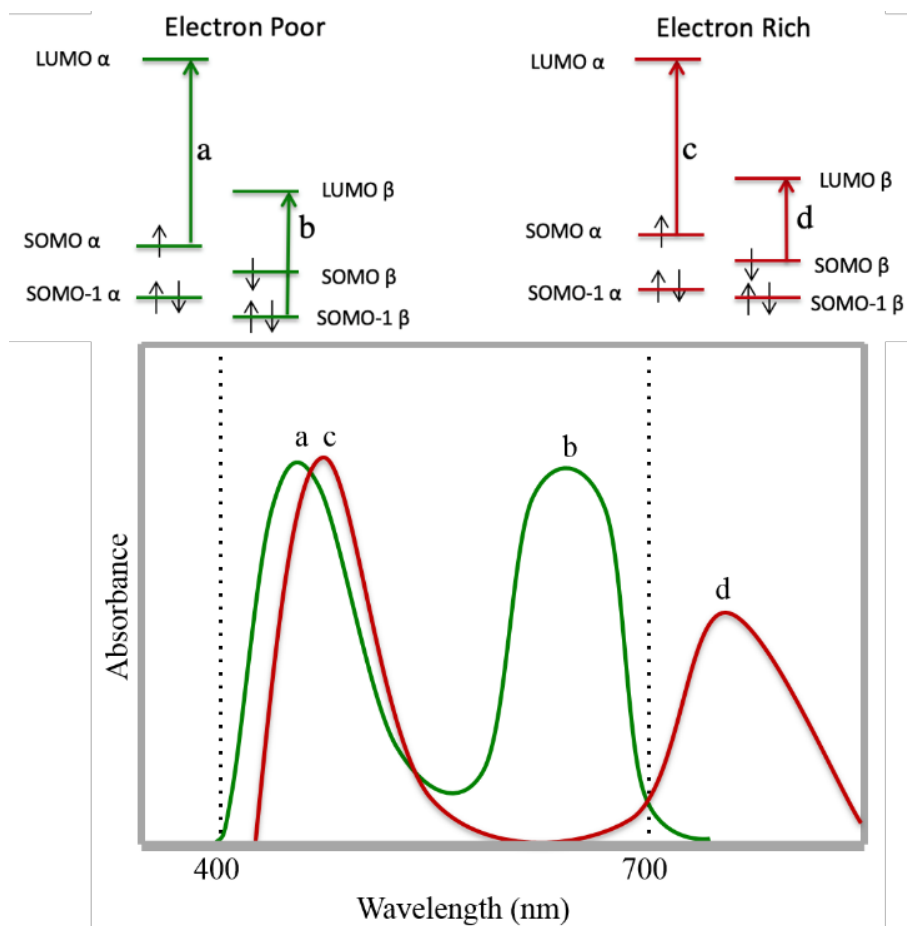 Electron Poor
LUMO α
a
LUMO β
b
SOMO α
SOMO β
SOMO-1 α
SOMO-1 β
Electron Rich
LUMO α
c
LUMO β
d
SOMO α
SOMO β
SOMO-1 α
SOMO-1 β
a c
b
d
Absorbance
400
700
Wavelength (nm)